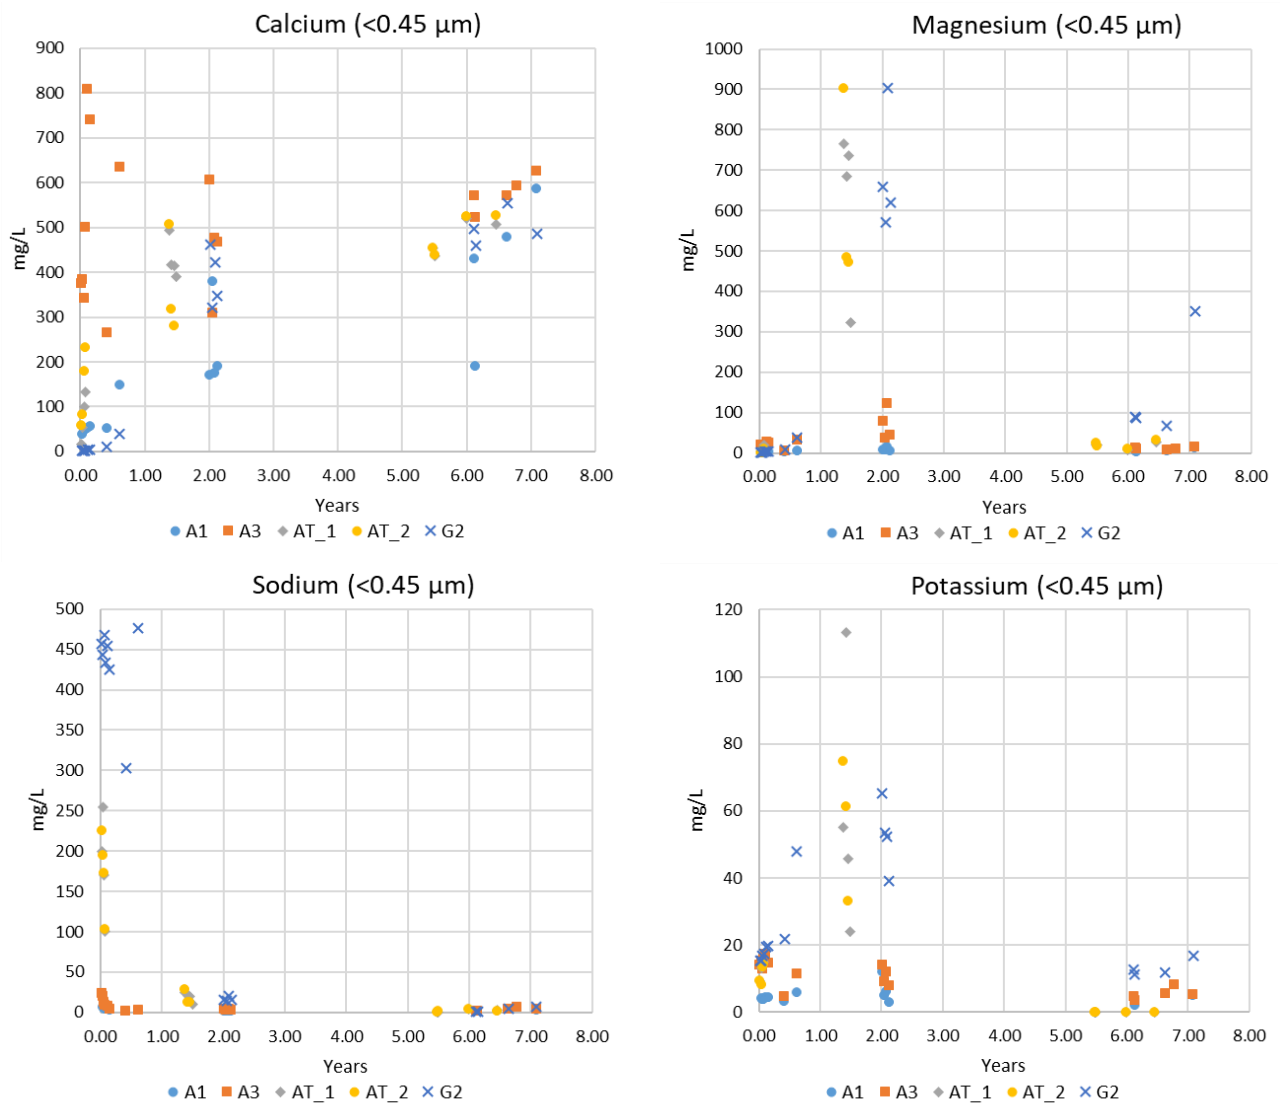 Calcium (<0.45 µm)
900
800
700
600
500
400
300
200
100
0
mg/L
0.00 1.00 2.00 3.00 4.00 5.00 6.00 7.00 8.00
Years
A1 A3 AT_1 AT_2 G2
Magnesium (<0.45 µm)
1000
900
800
700
600
500
400
300
200
100
0
mg/L
0.00 1.00 2.00 3.00 4.00 5.00 6.00 7.00 8.00
Years
A1 A3 AT_1 AT_2 G2
Sodium (<0.45 µm)
500
450
400
350
300
250
200
150
100
50
0
mg/L
0.00 1.00 2.00 3.00 4.00 5.00 6.00 7.00 8.00
Years
A1 A3 AT_1 AT_2 G2
Potassium (<0.45 µm)
120
100
80
60
40
20
0
mg/L
0.00 1.00 2.00 3.00 4.00 5.00 6.00 7.00 8.00
Years
A1 A3 AT_1 AT_2 G2